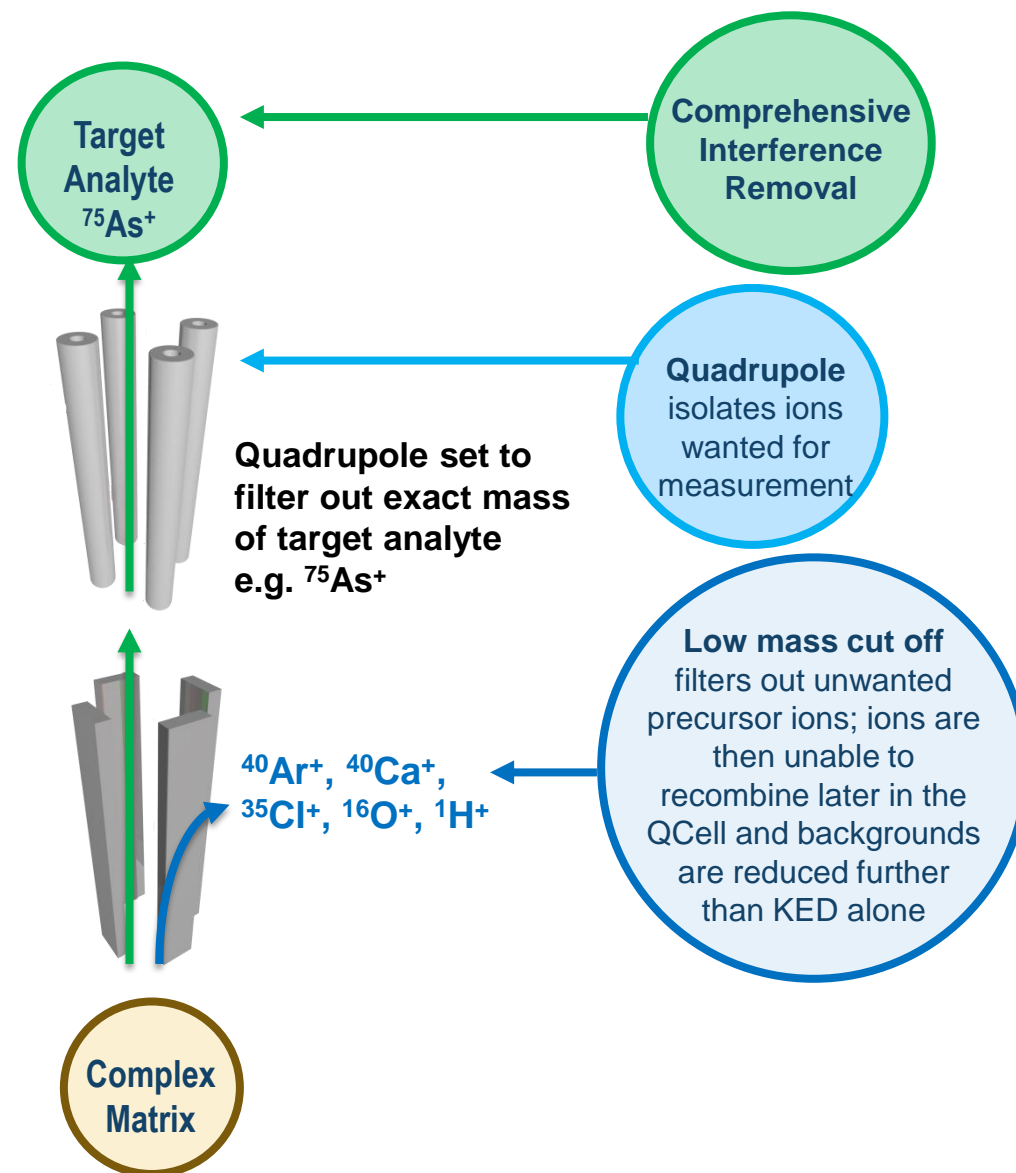 Target
Analyte
⁷⁵As⁺
Comprehensive
Interference
Removal
Quadrupole
isolates ions
wanted for
measurement
Quadrupole set to
filter out exact mass
of target analyte
e.g. ⁷⁵As⁺
Low mass cut off
filters out unwanted
precursor ions; ions are
then unable to
recombine later in the
QCell and backgrounds
are reduced further
than KED alone
⁴⁰Ar⁺, ⁴⁰Ca⁺,
³⁵Cl⁺, ¹⁶O⁺, ¹H⁺
Complex
Matrix